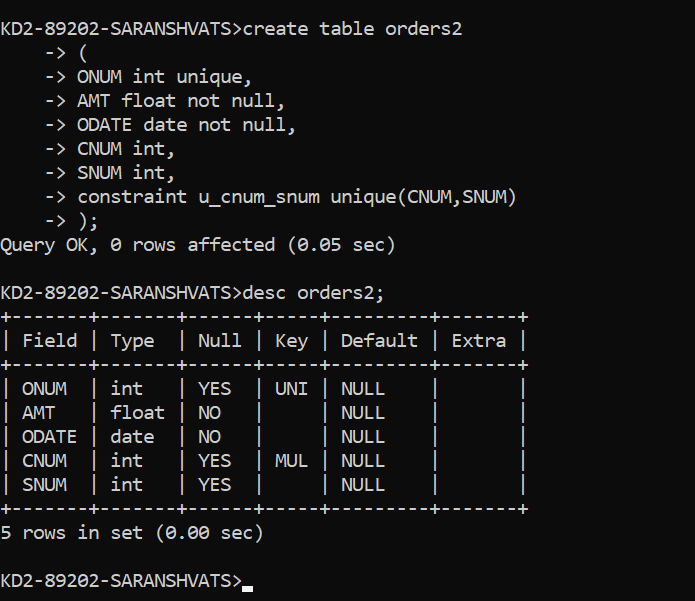 KD2-89202-SARANSHVATS>create table orders2
    -> (
    -> ONUM int unique,
    -> AMT float not null,
    -> ODATE date not null,
    -> CNUM int,
    -> SNUM int,
    -> constraint u_cnum_snum unique(CNUM,SNUM)
    -> );
Query OK, 0 rows affected (0.05 sec)

KD2-89202-SARANSHVATS>desc orders2;
+-------+-------+------+-----+---------+-------+
| Field | Type  | Null | Key | Default | Extra |
+-------+-------+------+-----+---------+-------+
| ONUM  | int   | YES  | UNI | NULL    |       |
| AMT   | float | NO   |     | NULL    |       |
| ODATE | date  | NO   |     | NULL    |       |
| CNUM  | int   | YES  | MUL | NULL    |       |
| SNUM  | int   | YES  |     | NULL    |       |
+-------+-------+------+-----+---------+-------+
5 rows in set (0.00 sec)

KD2-89202-SARANSHVATS>